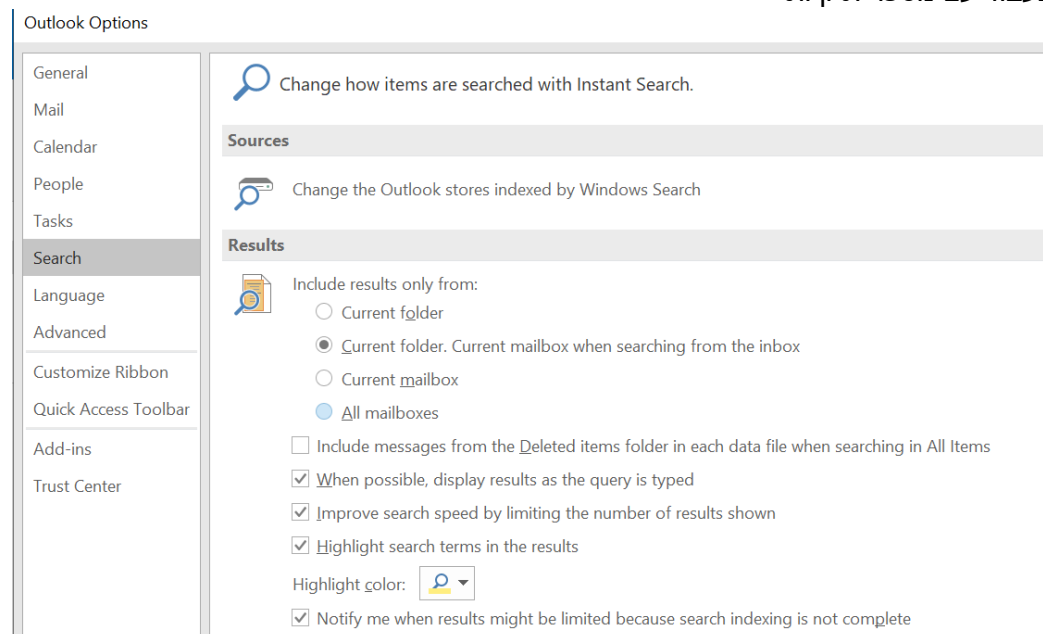 Outlook Options
General
Mail
Calendar
People
Tasks
Search
Language
Advanced
Customize Ribbon
Quick Access Toolbar
Add-ins
Trust Center
Change how items are searched with Instant Search.
Sources
Change the Outlook stores indexed by Windows Search
Results
Include results only from:
Current folder
Current folder. Current mailbox when searching from the inbox
Current mailbox
All mailboxes
Include messages from the Deleted items folder in each data file when searching in All Items
When possible, display results as the query is typed
Improve search speed by limiting the number of results shown
Highlight search terms in the results
Highlight color:
Notify me when results might be limited because search indexing is not complete